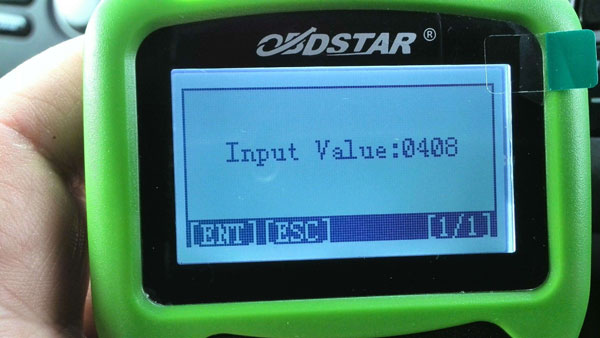 OBDSTAR®
Input Value:0408
[ENT][ESC] [1/1]